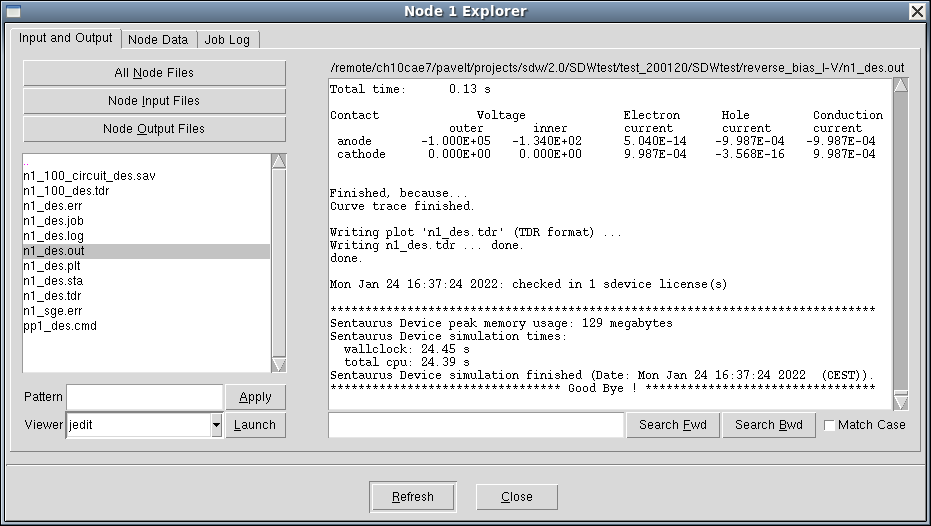 Node 1 Explorer
Input and Output Node Data Job Log
All Node Files
Node Input Files
Node Output Files
..
n1_100_circuit_des.sav
n1_100_des.tdr
n1_des.err
n1_des.job
n1_des.log
n1_des.out
n1_des.plt
n1_des.sta
n1_des.tdr
n1_sge.err
pp1_des.cmd
Pattern Apply
Viewer jedit Launch
/remote/ch10cae7/pavelt/projects/sdw/2.0/SDWtest/test_200120/SDWtest/reverse_bias_I-V/n1_des.out
Total time: 0.13 s
Contact Voltage Electron Hole Conduction
outer inner current current current
anode -1.000E+05 -1.340E+02 5.040E-14 -9.987E-04 -9.987E-04
cathode 0.000E+00 0.000E+00 9.987E-04 -3.568E-16 9.987E-04
Finished, because...
Curve trace finished.
Writing plot 'n1_des.tdr' (TDR format) ...
Writing n1_des.tdr ... done.
done.
Mon Jan 24 16:37:24 2022: checked in 1 sdevice license(s)
*******************************************************************************
Sentaurus Device peak memory usage: 129 megabytes
Sentaurus Device simulation times:
wallclock: 24.45 s
total cpu: 24.39 s
Sentaurus Device simulation finished (Date: Mon Jan 24 16:37:24 2022 (CEST)).
********************************* Good Bye ! *********************************
Search Fwd Search Bwd Match Case
Refresh Close